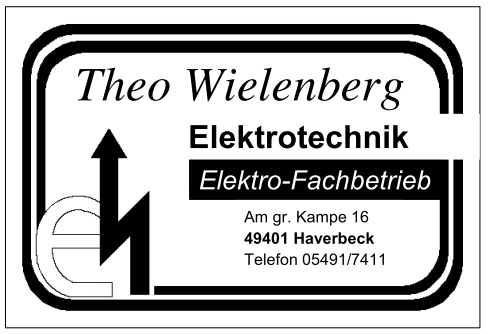 Theo Wielenberg
Elektrotechnik
Elektro-Fachbetrieb
Am gr. Kampe 16
49401 Haverbeck
Telefon 05491/7411